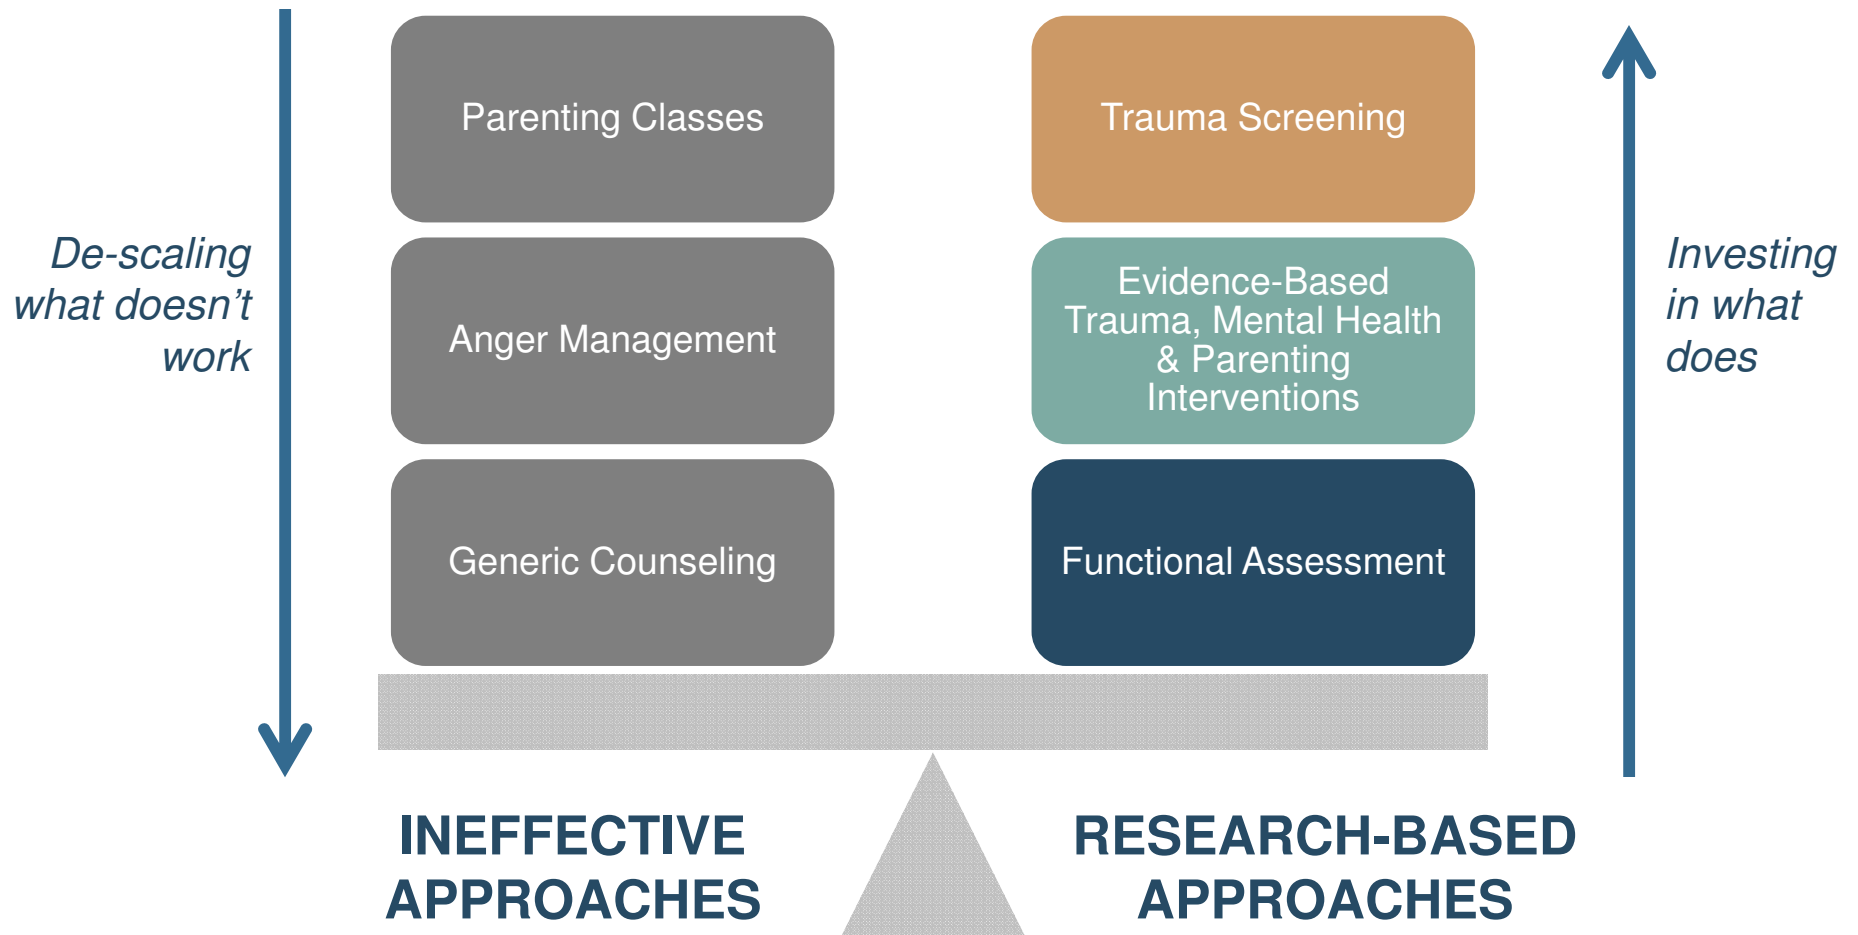 De-scaling
what doesn’t
work
Parenting Classes
Anger Management
Generic Counseling
INEFFECTIVE
APPROACHES
Trauma Screening
Evidence-Based
Trauma, Mental Health
& Parenting
Interventions
Functional Assessment
RESEARCH-BASED
APPROACHES
Investing
in what
does